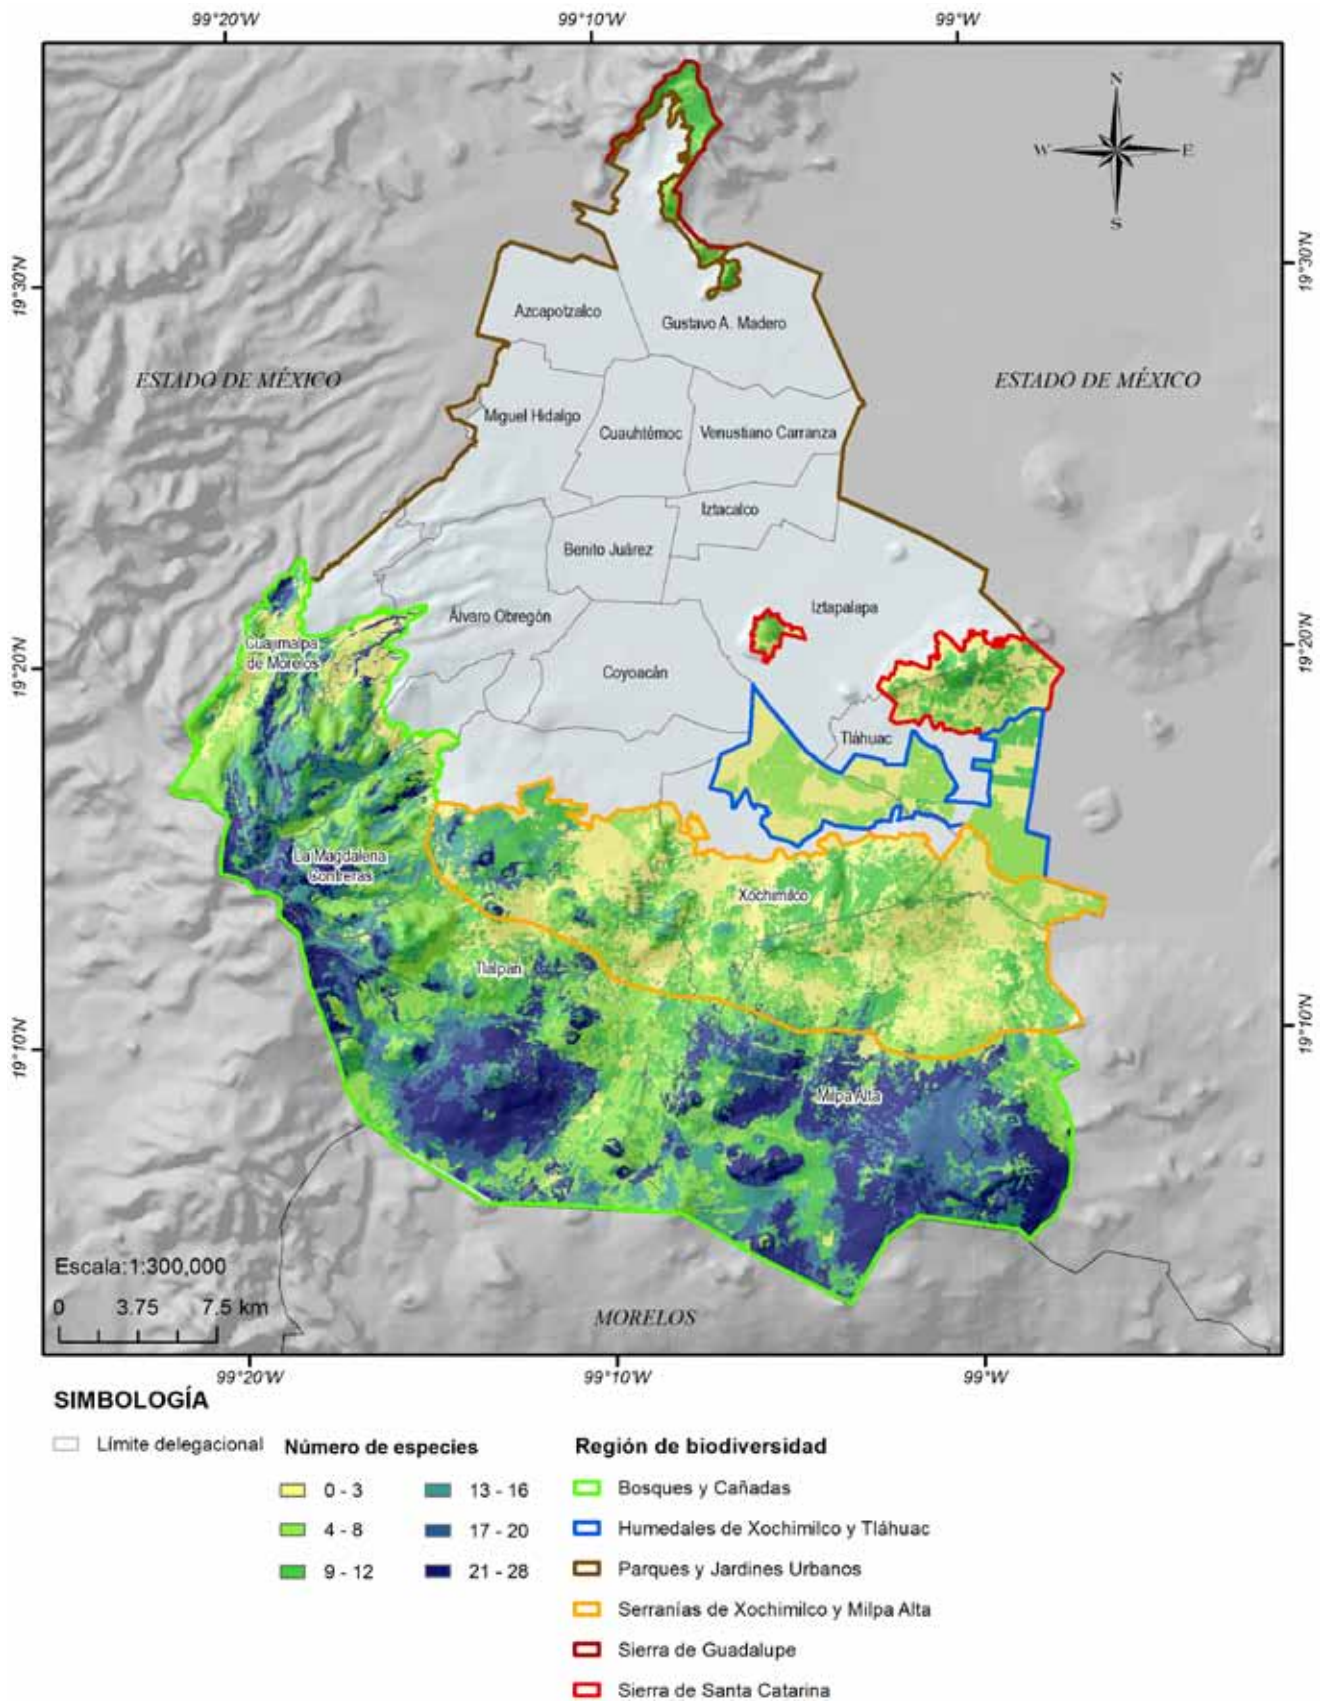 99°20'W 99°10'W 99°W
N
W E
S
19°30'N 19°30'N
Azcapotzalco
Gustavo A. Madero
ESTADO DE MÉXICO ESTADO DE MÉXICO
Miguel Hidalgo
Cuauhtémoc Venustiano Carranza
Iztacalco
Benito Juárez
Iztapalapa
Álvaro Obregón
Cuajimalpa
de Morelos
19°20'N 19°20'N
Coyoacán
Tláhuac
La Magdalena
Contreras
Xochimilco
Tlalpan
19°10'N 19°10'N
Milpa Alta
Escala:1:300,000
0 3.75 7.5 km
MORELOS
99°20'W 99°10'W 99°W
SIMBOLOGÍA
Límite delegacional
Número de especies
0 - 3
4 - 8
9 - 12
13 - 16
17 - 20
21 - 28
Región de biodiversidad
Bosques y Cañadas
Humedales de Xochimilco y Tláhuac
Parques y Jardines Urbanos
Serranías de Xochimilco y Milpa Alta
Sierra de Guadalupe
Sierra de Santa Catarina